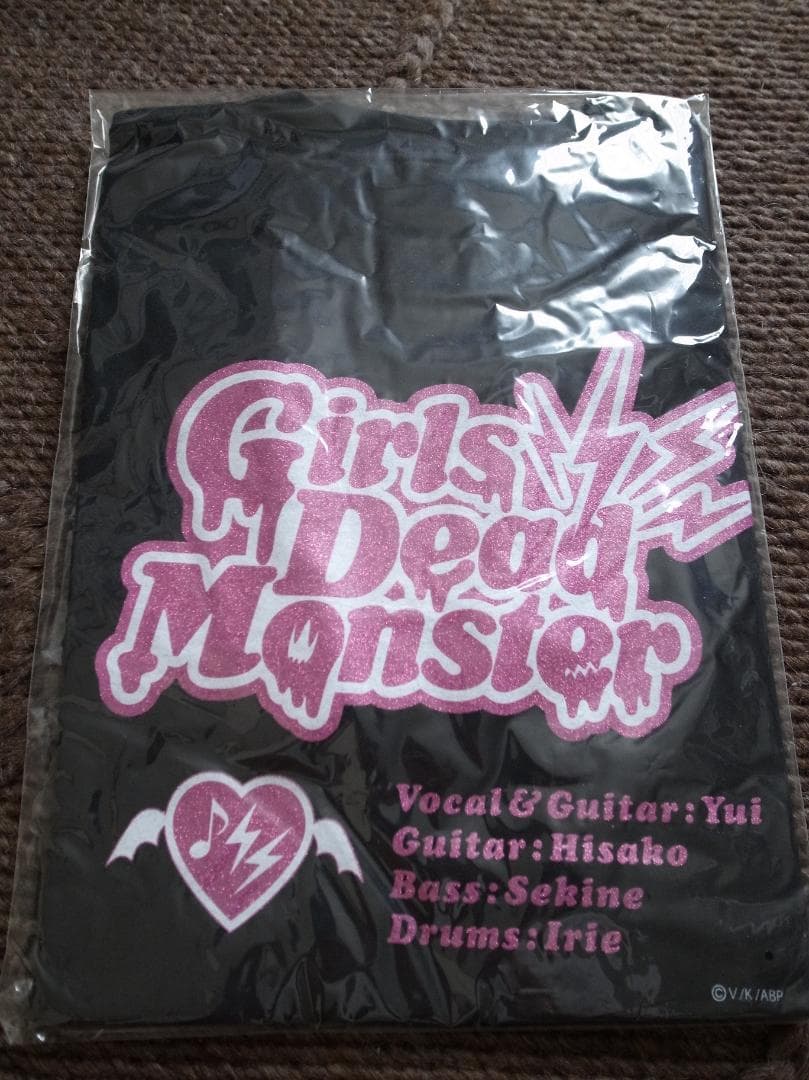 Girls
Dead
Monster
Vocal&Guitar:Yui
Guitar:Hisako
Bass:Sekine
Drums:Irie
©V/K/ABP